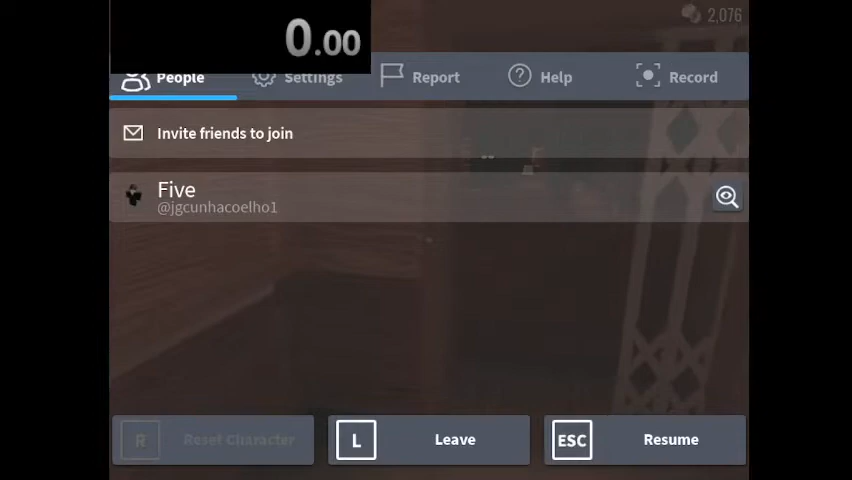 0.00
2,076
People
Settings
Report
Help
Record
Invite friends to join
Five
@jgcunhacoelho1
R
Reset Character
L
Leave
ESC
Resume